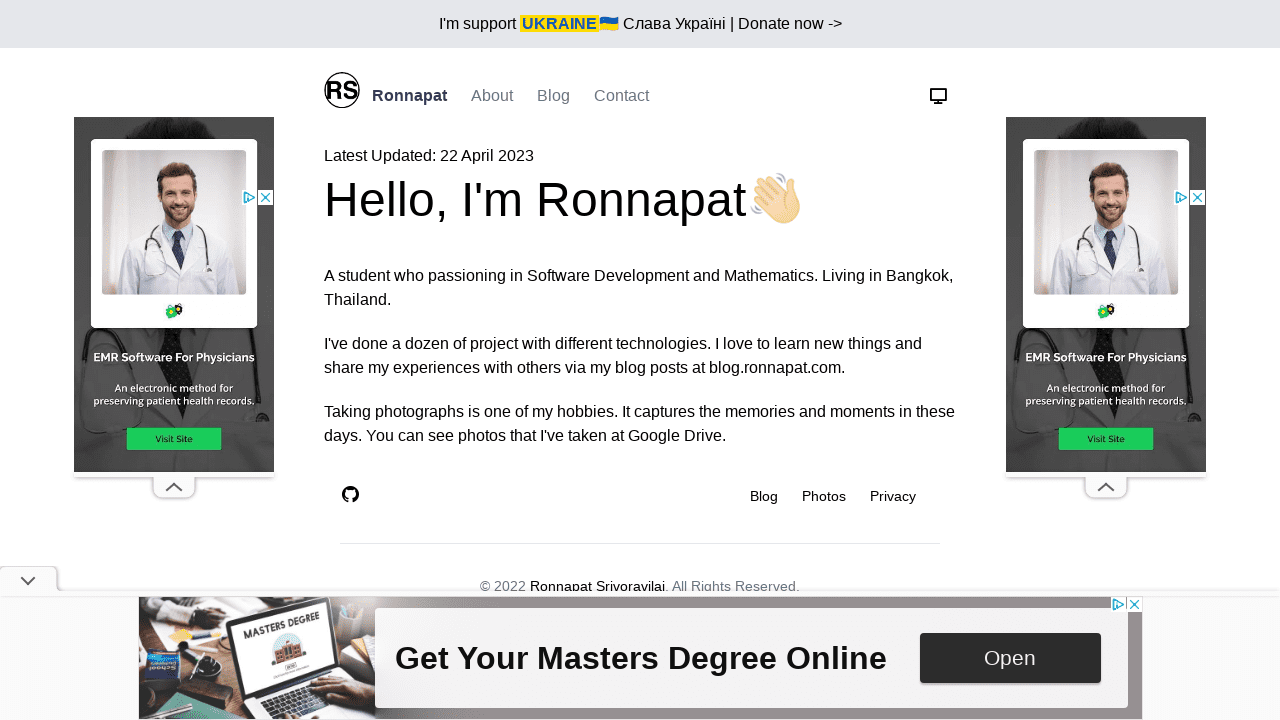 I'm support UKRAINE🇺🇦 Слава Україні | Donate now ->
RS Ronnapat About Blog Contact
Latest Updated: 22 April 2023
Hello, I'm Ronnapat👋🏻
A student who passioning in Software Development and Mathematics. Living in Bangkok,
Thailand.
I've done a dozen of project with different technologies. I love to learn new things and
share my experiences with others via my blog posts at blog.ronnapat.com.
Taking photographs is one of my hobbies. It captures the memories and moments in these
days. You can see photos that I've taken at Google Drive.
Blog Photos Privacy
© 2022 Ronnapat Srivoravilai. All Rights Reserved.
EMR Software For Physicians
An electronic method for
preserving patient health records.
Visit Site
EMR Software For Physicians
An electronic method for
preserving patient health records.
Visit Site
MASTERS DEGREE
Get Your Masters Degree Online
Open